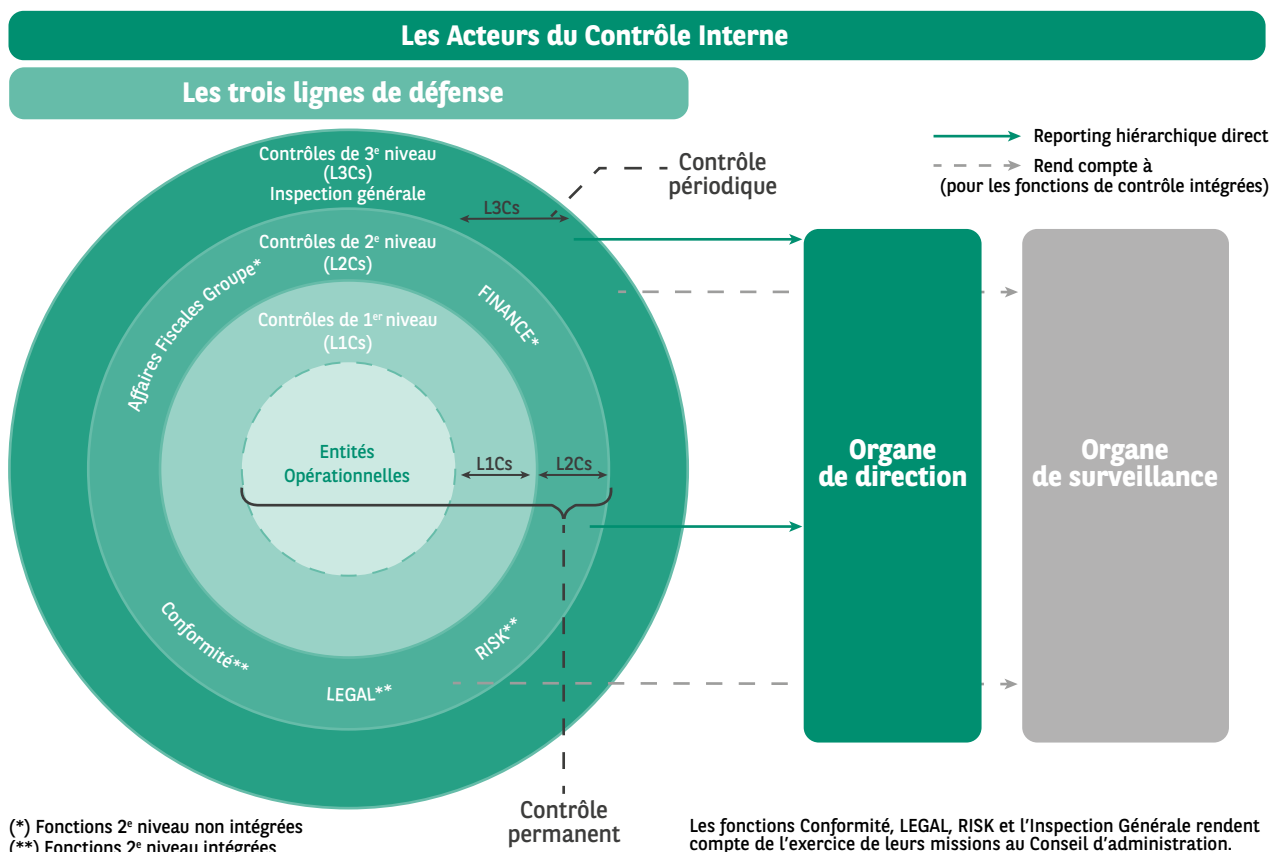 Les Acteurs du Contrôle Interne
Les trois lignes de défense
Reporting hiérarchique direct
Rend compte à
(pour les fonctions de contrôle intégrées)
Contrôles de 3e niveau
(L3Cs)
Inspection générale
Contrôle
périodique
L3Cs
Contrôles de 2e niveau
(L2Cs)
Affaires Fiscales Groupe*
FINANCE*
Contrôles de 1er niveau
(L1Cs)
Entités
Opérationnelles
L1Cs
L2Cs
Organe
de direction
Organe
de surveillance
Conformité**
RISK**
LEGAL**
Contrôle
permanent
(*) Fonctions 2e niveau non intégrées
(**) Fonctions 2e niveau intégrées
Les fonctions Conformité, LEGAL, RISK et l'Inspection Générale rendent
compte de l'exercice de leurs missions au Conseil d'administration.